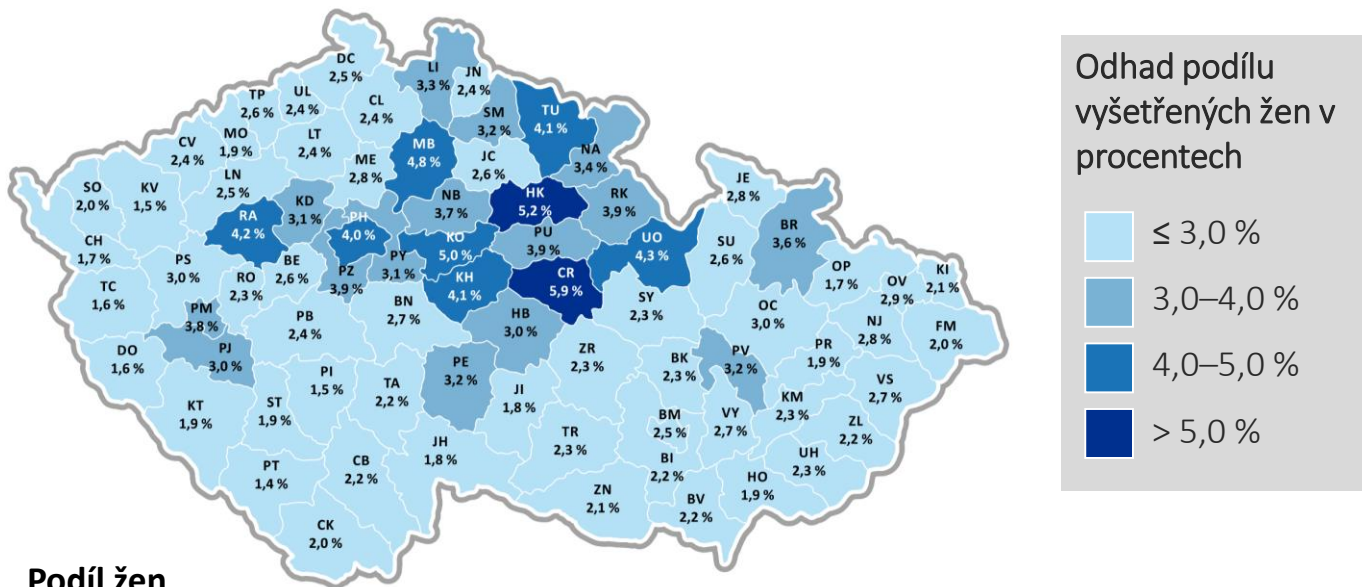 DC
2,5 %
LI
3,3 %
JN
2,4 %
TP
2,6 %
UL
2,4 %
CL
2,4 %
SM
3,2 %
TU
4,1 %
CV
2,4 %
MO
1,9 %
LT
2,4 %
MB
4,8 %
JC
2,6 %
NA
3,4 %
ME
2,8 %
SO
2,0 %
KV
1,5 %
LN
2,5 %
KD
3,1 %
NB
3,7 %
HK
5,2 %
RK
3,9 %
JE
2,8 %
RA
4,2 %
PH
4,0 %
KO
5,0 %
PU
3,9 %
UO
4,3 %
SU
2,6 %
BR
3,6 %
CH
1,7 %
PS
3,0 %
RO
2,3 %
BE
2,6 %
PZ
3,9 %
PY
3,1 %
KH
4,1 %
CR
5,9 %
OP
1,7 %
OV
2,9 %
KI
2,1 %
TC
1,6 %
PM
3,8 %
PB
2,4 %
BN
2,7 %
HB
3,0 %
SY
2,3 %
OC
3,0 %
NJ
2,8 %
FM
2,0 %
DO
1,6 %
PJ
3,0 %
PI
1,5 %
TA
2,2 %
PE
3,2 %
ZR
2,3 %
BK
2,3 %
PV
3,2 %
PR
1,9 %
VS
2,7 %
KT
1,9 %
ST
1,9 %
JI
1,8 %
BM
2,5 %
VY
2,7 %
KM
2,3 %
ZL
2,2 %
PT
1,4 %
CB
2,2 %
JH
1,8 %
TR
2,3 %
BI
2,2 %
UH
2,3 %
CK
2,0 %
ZN
2,1 %
BV
2,2 %
HO
1,9 %
Podíl žen
Odhad podílu
vyšetřených žen v
procentech
≤ 3,0 %
3,0–4,0 %
4,0–5,0 %
> 5,0 %